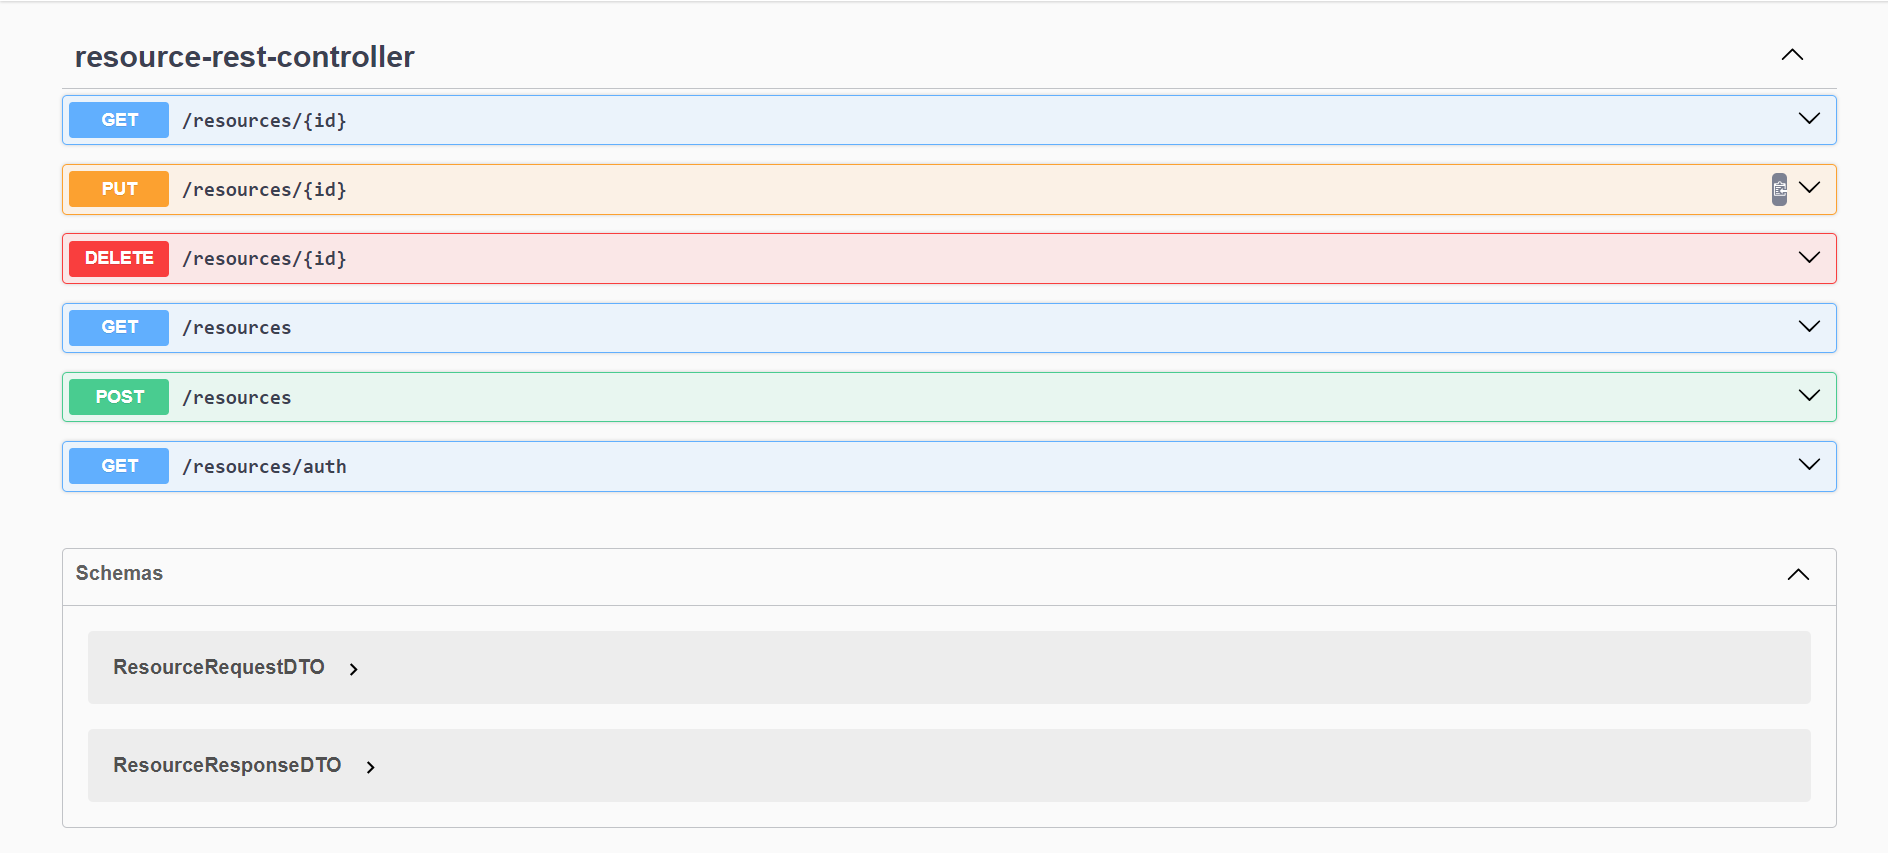 resource-rest-controller
GET /resources/{id}
PUT /resources/{id}
DELETE /resources/{id}
GET /resources
POST /resources
GET /resources/auth
Schemas
ResourceRequestDTO
ResourceResponseDTO